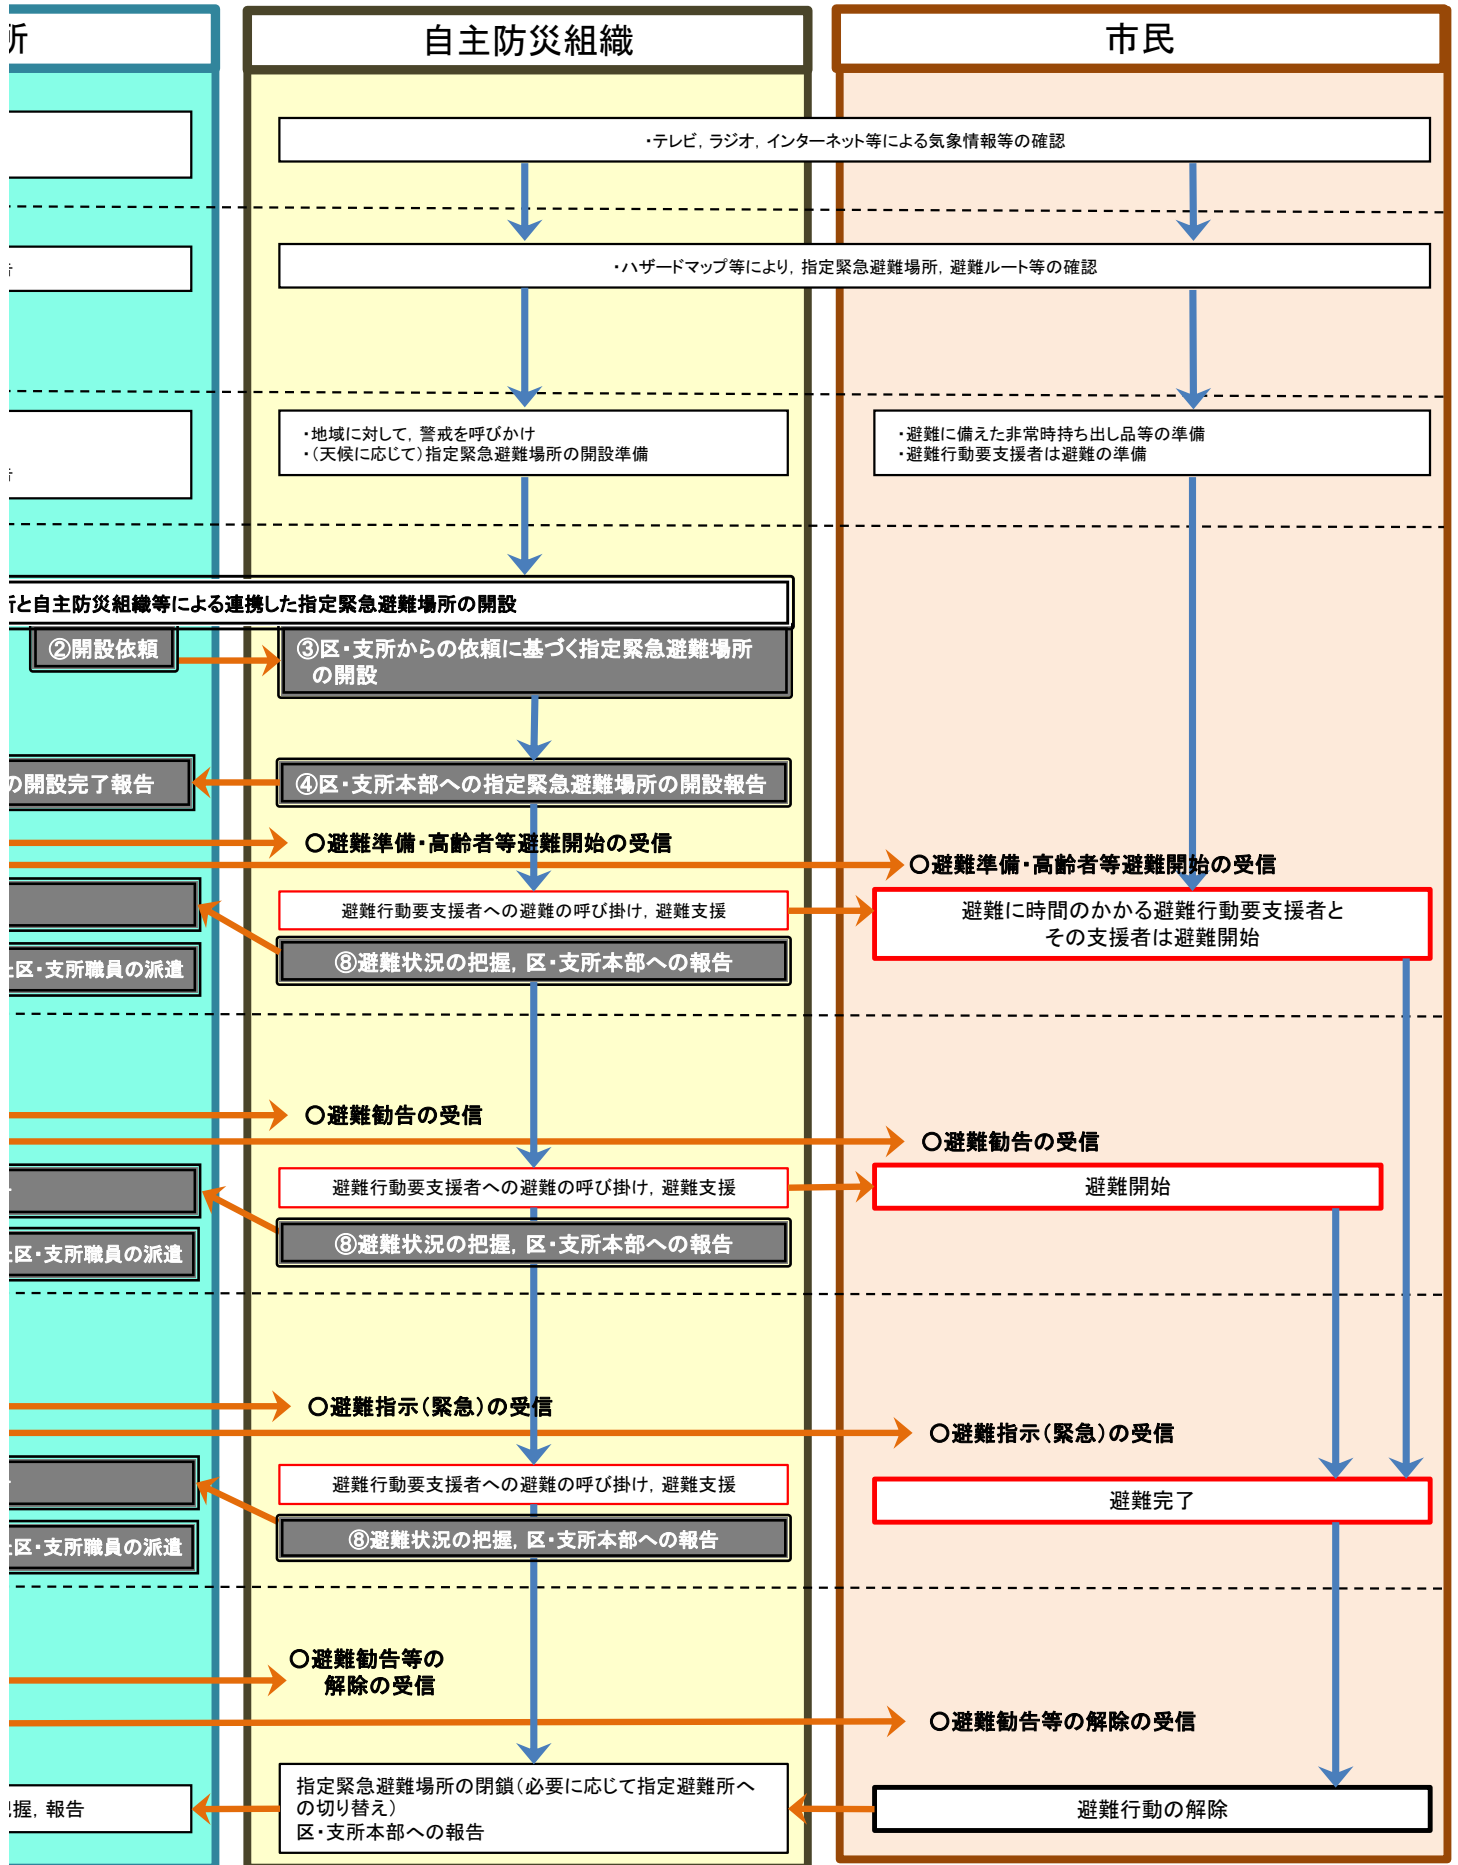 所
自主防災組織
市民
・テレビ，ラジオ，インターネット等による気象情報等の確認
・ハザードマップ等により，指定緊急避難場所，避難ルート等の確認
・地域に対して，警戒を呼びかけ
・（天候に応じて）指定緊急避難場所の開設準備
・避難に備えた非常時持ち出し品等の準備
・避難行動要支援者は避難の準備
所と自主防災組織等による連携した指定緊急避難場所の開設
②開設依頼
③区・支所からの依頼に基づく指定緊急避難場所
の開設
の開設完了報告
④区・支所本部への指定緊急避難場所の開設報告
○避難準備・高齢者等避難開始の受信
○避難準備・高齢者等避難開始の受信
避難行動要支援者への避難の呼び掛け，避難支援
避難に時間のかかる避難行動要支援者と
その支援者は避難開始
⑧避難状況の把握，区・支所本部への報告
区・支所職員の派遣
○避難勧告の受信
○避難勧告の受信
避難行動要支援者への避難の呼び掛け，避難支援
避難開始
⑧避難状況の把握，区・支所本部への報告
区・支所職員の派遣
○避難指示（緊急）の受信
○避難指示（緊急）の受信
避難行動要支援者への避難の呼び掛け，避難支援
避難完了
⑧避難状況の把握，区・支所本部への報告
区・支所職員の派遣
○避難勧告等の
解除の受信
○避難勧告等の解除の受信
指定緊急避難場所の閉鎖（必要に応じて指定避難所へ
の切り替え）
区・支所本部への報告
把握，報告
避難行動の解除